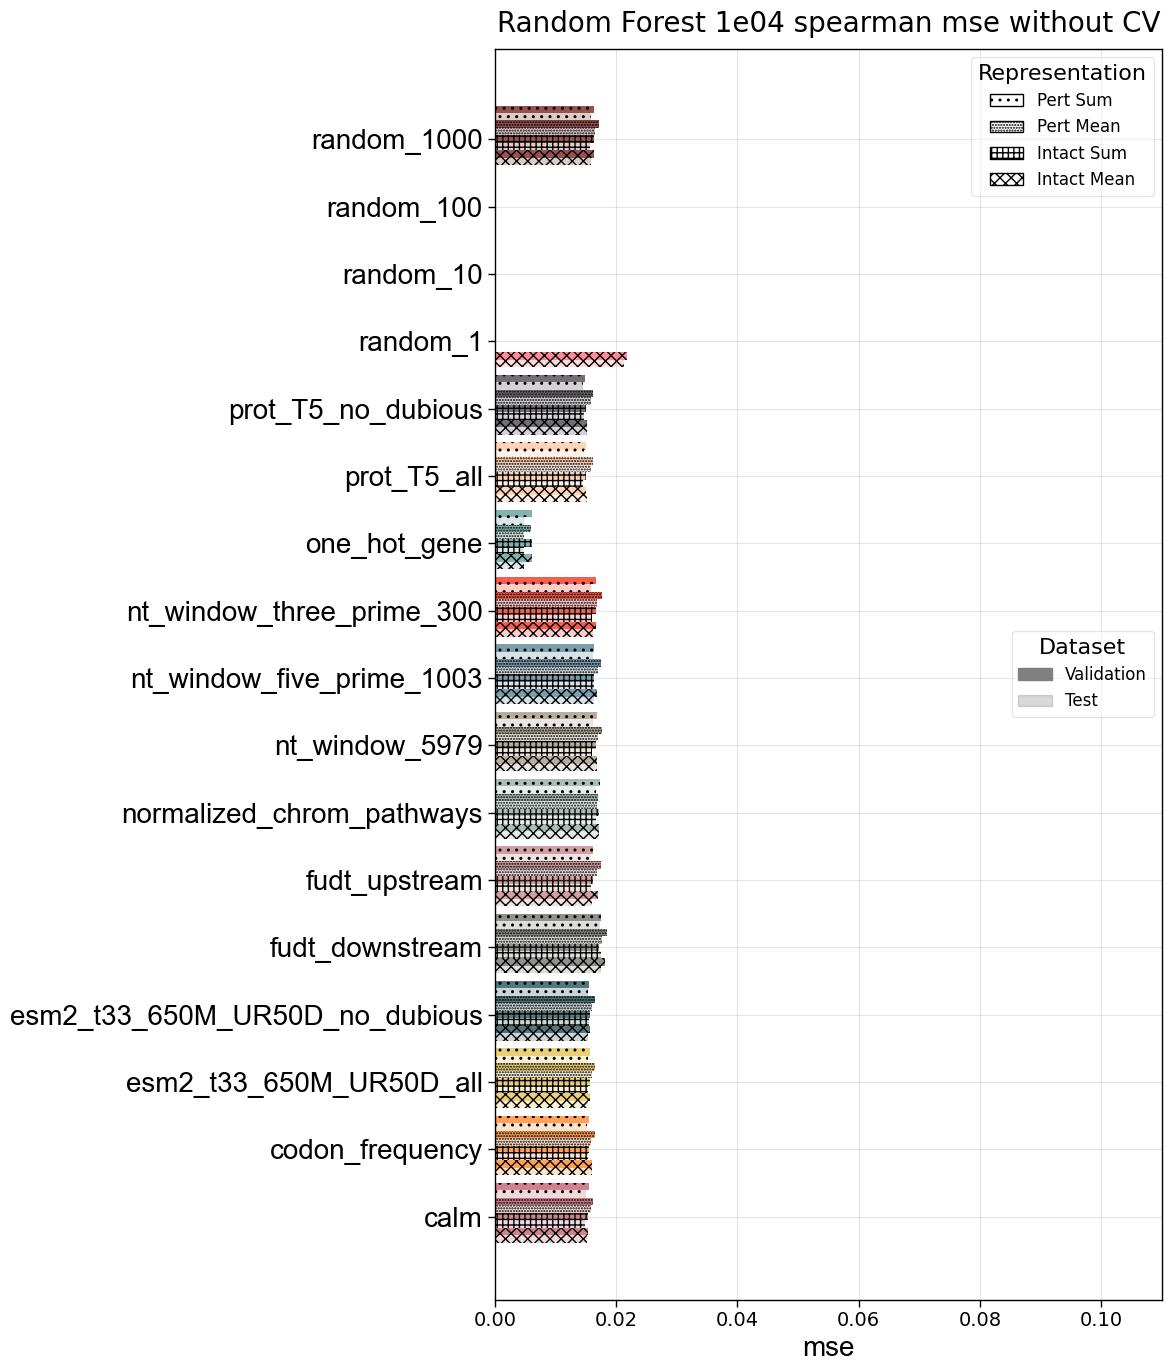 Random Forest 1e04 spearman mse without CV
Representation
Pert Sum
Pert Mean
Intact Sum
Intact Mean
random_1000
random_100
random_10
random_1
prot_T5_no_dubious
prot_T5_all
one_hot_gene
nt_window_three_prime_300
nt_window_five_prime_1003
nt_window_5979
normalized_chrom_pathways
fudt_upstream
fudt_downstream
esm2_t33_650M_UR50D_no_dubious
esm2_t33_650M_UR50D_all
codon_frequency
calm
Dataset
Validation
Test
0.00 0.02 0.04 0.06 0.08 0.10
mse